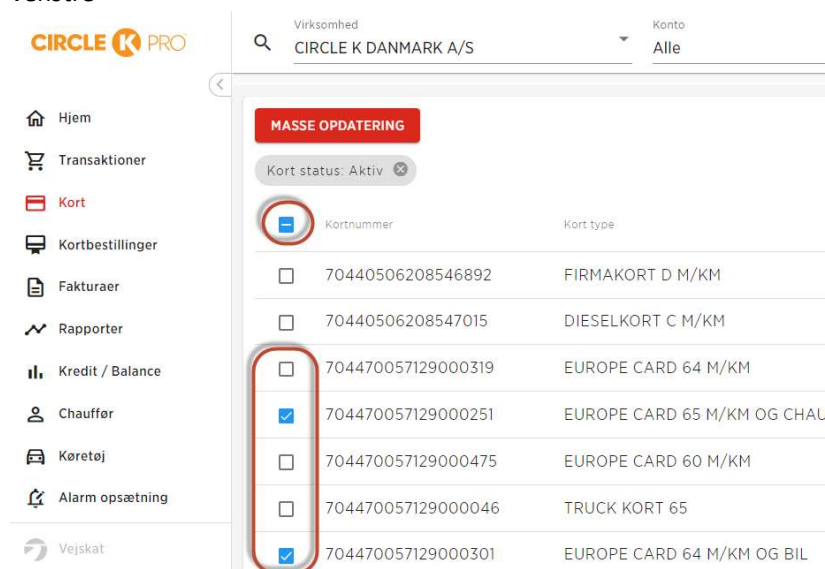 CIRCLE K PRO
Virksomhed
CIRCLE K DANMARK A/S
Konto
Alle
Hjem
Transaktioner
Kort
Kortbestillinger
Fakturaer
Rapporter
Kredit / Balance
Chauffør
Køretøj
Alarm opsætning
Vejskat
MASSE OPDATERING
Kort status: Aktiv
Kortnummer Kort type
70440506208546892 FIRMAKORT D M/KM
70440506208547015 DIESELKORT C M/KM
704470057129000319 EUROPE CARD 64 M/KM
704470057129000251 EUROPE CARD 65 M/KM OG CHAU
704470057129000475 EUROPE CARD 60 M/KM
704470057129000046 TRUCK KORT 65
704470057129000301 EUROPE CARD 64 M/KM OG BIL